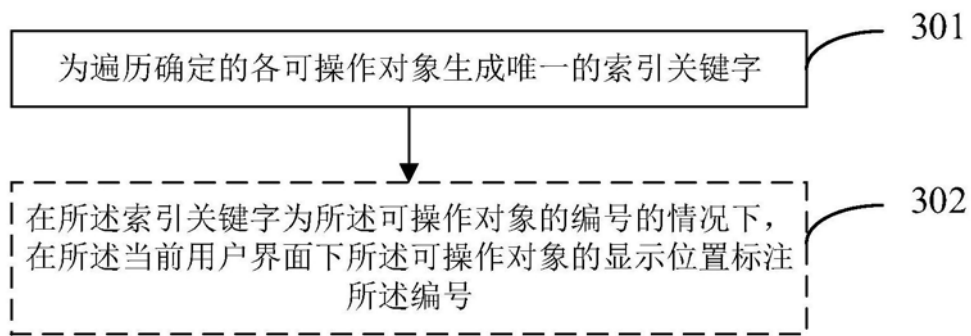 301
为遍历确定的各可操作对象生成唯一的索引关键字
302
在所述索引关键字为所述可操作对象的编号的情况下，
在所述当前用户界面下所述可操作对象的显示位置标注
所述编号